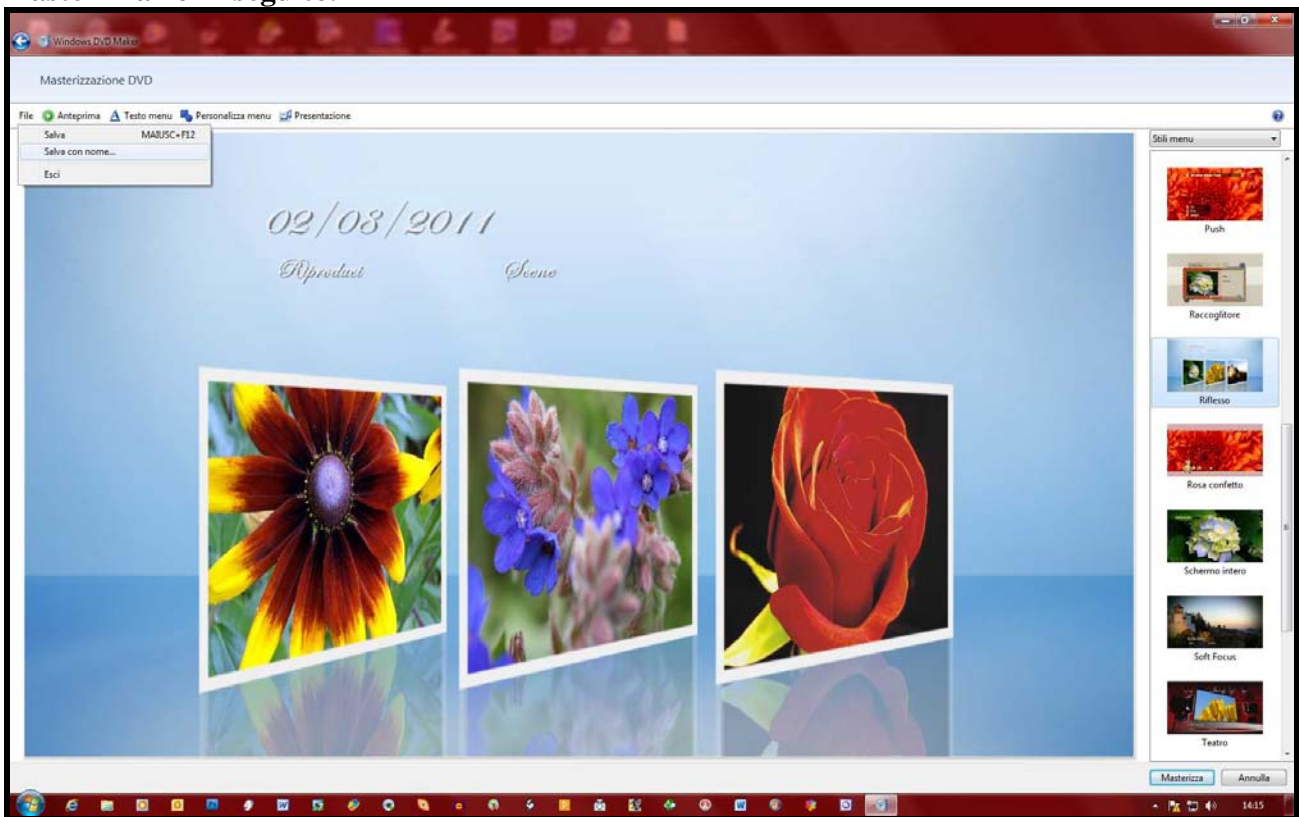 Windows DVD Maker
Masterizzazione DVD
File Anteprima Testo menu Personalizza menu Presentazione
Salva MAIUSC+F12
Salva con nome...
Esci
Stili menu
02/03/2011
Riproduci Scene
Push
Raccoglitore
Riflesso
Rosa confetto
Schermo intero
Soft Focus
Teatro
Masterizza Annulla
14:15